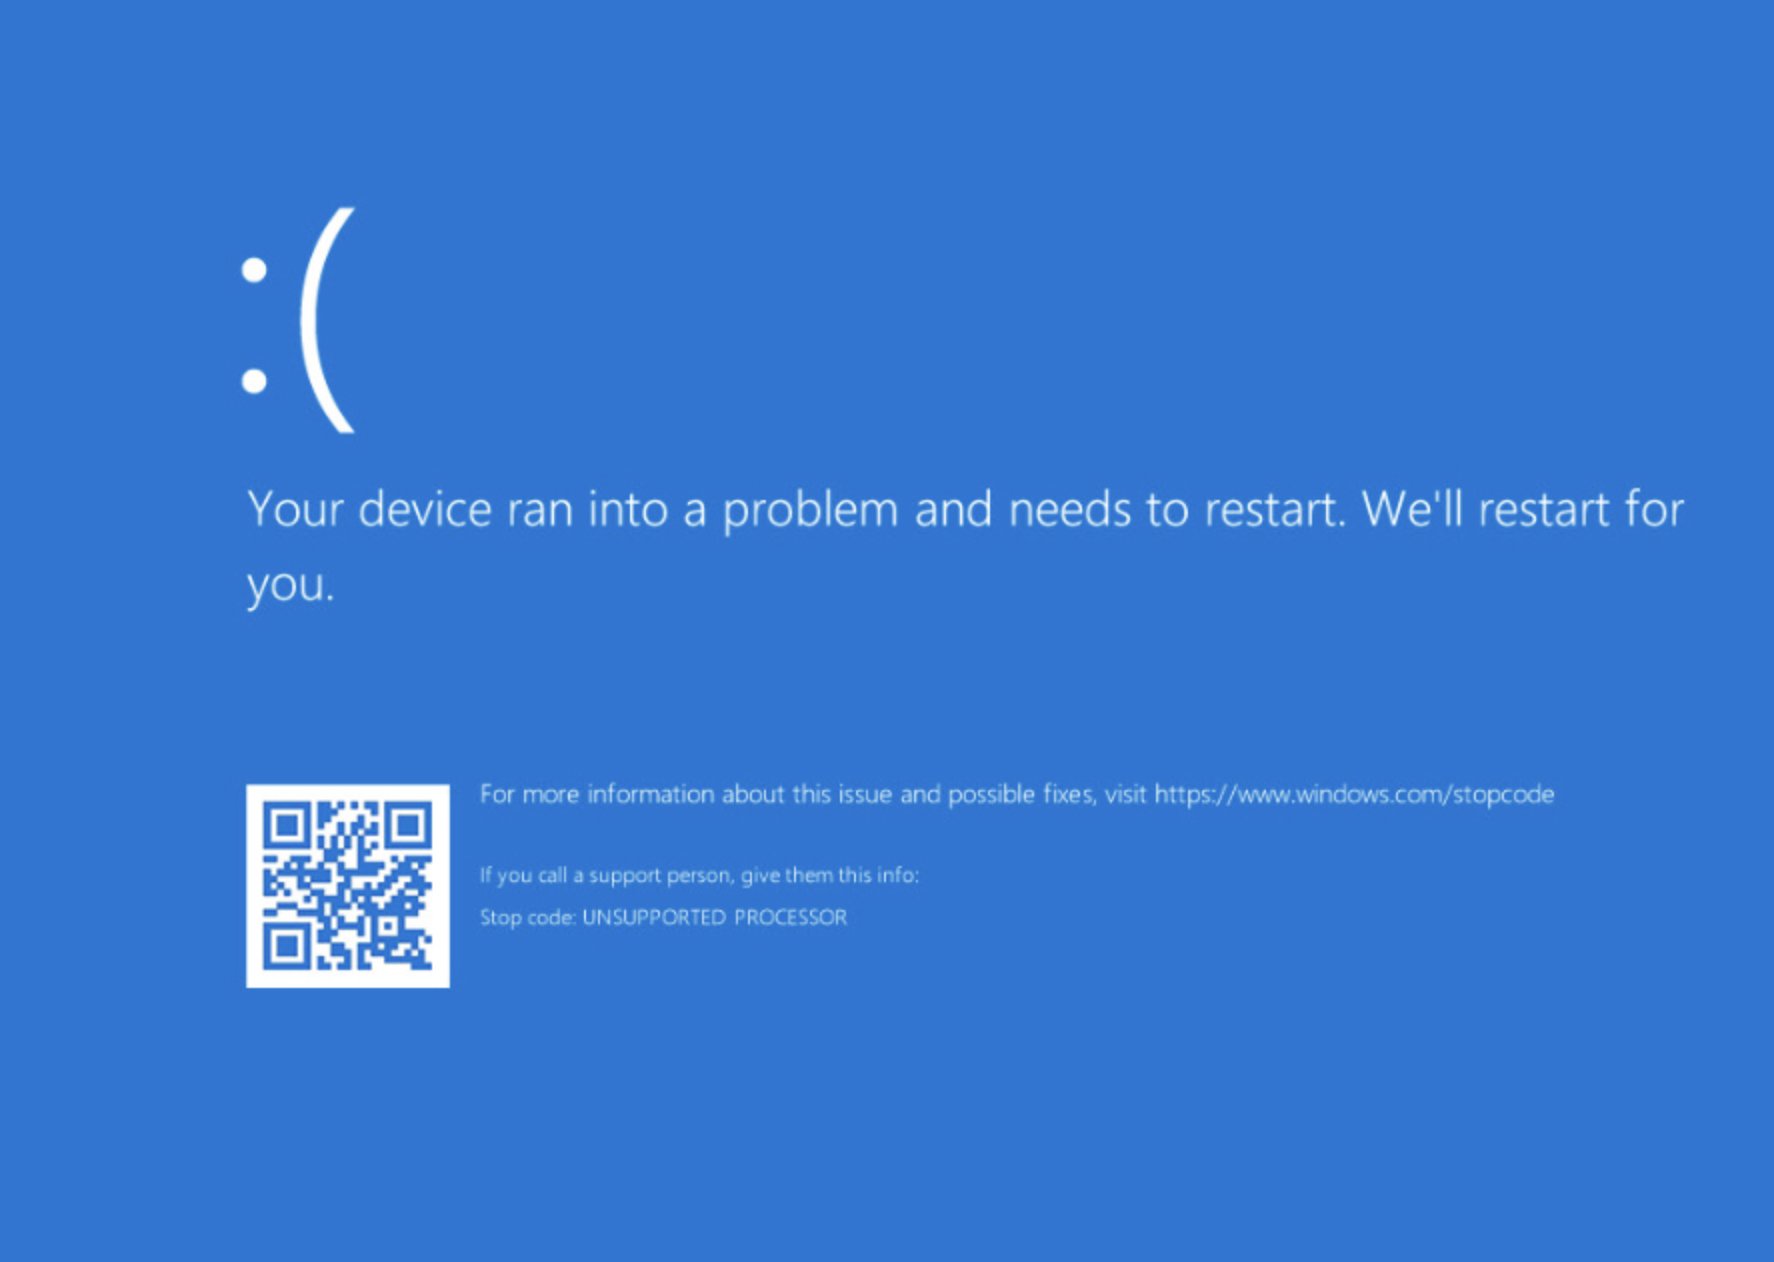 :(
Your device ran into a problem and needs to restart. We'll restart for
you.
For more information about this issue and possible fixes, visit https://www.windows.com/stopcode
If you call a support person, give them this info:
Stop code: UNSUPPORTED PROCESSOR